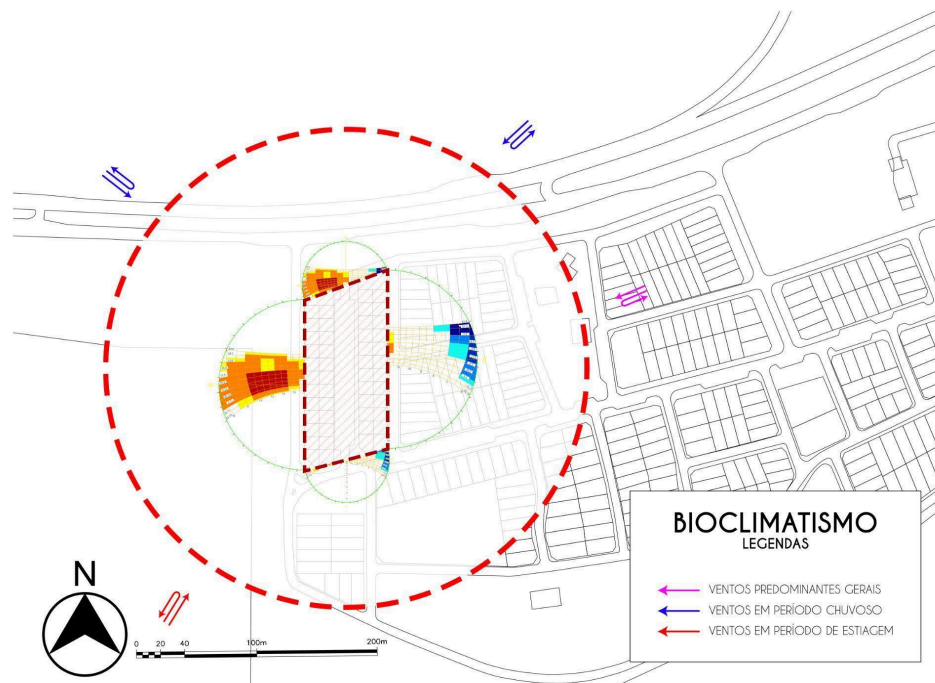 BIOCLIMATISMO
LEGENDAS
VENTOS PREDOMINANTES GERAIS
VENTOS EM PERÍODO CHUVOSO
VENTOS EM PERÍODO DE ESTIAGEM
N
0 20 40 100m 200m